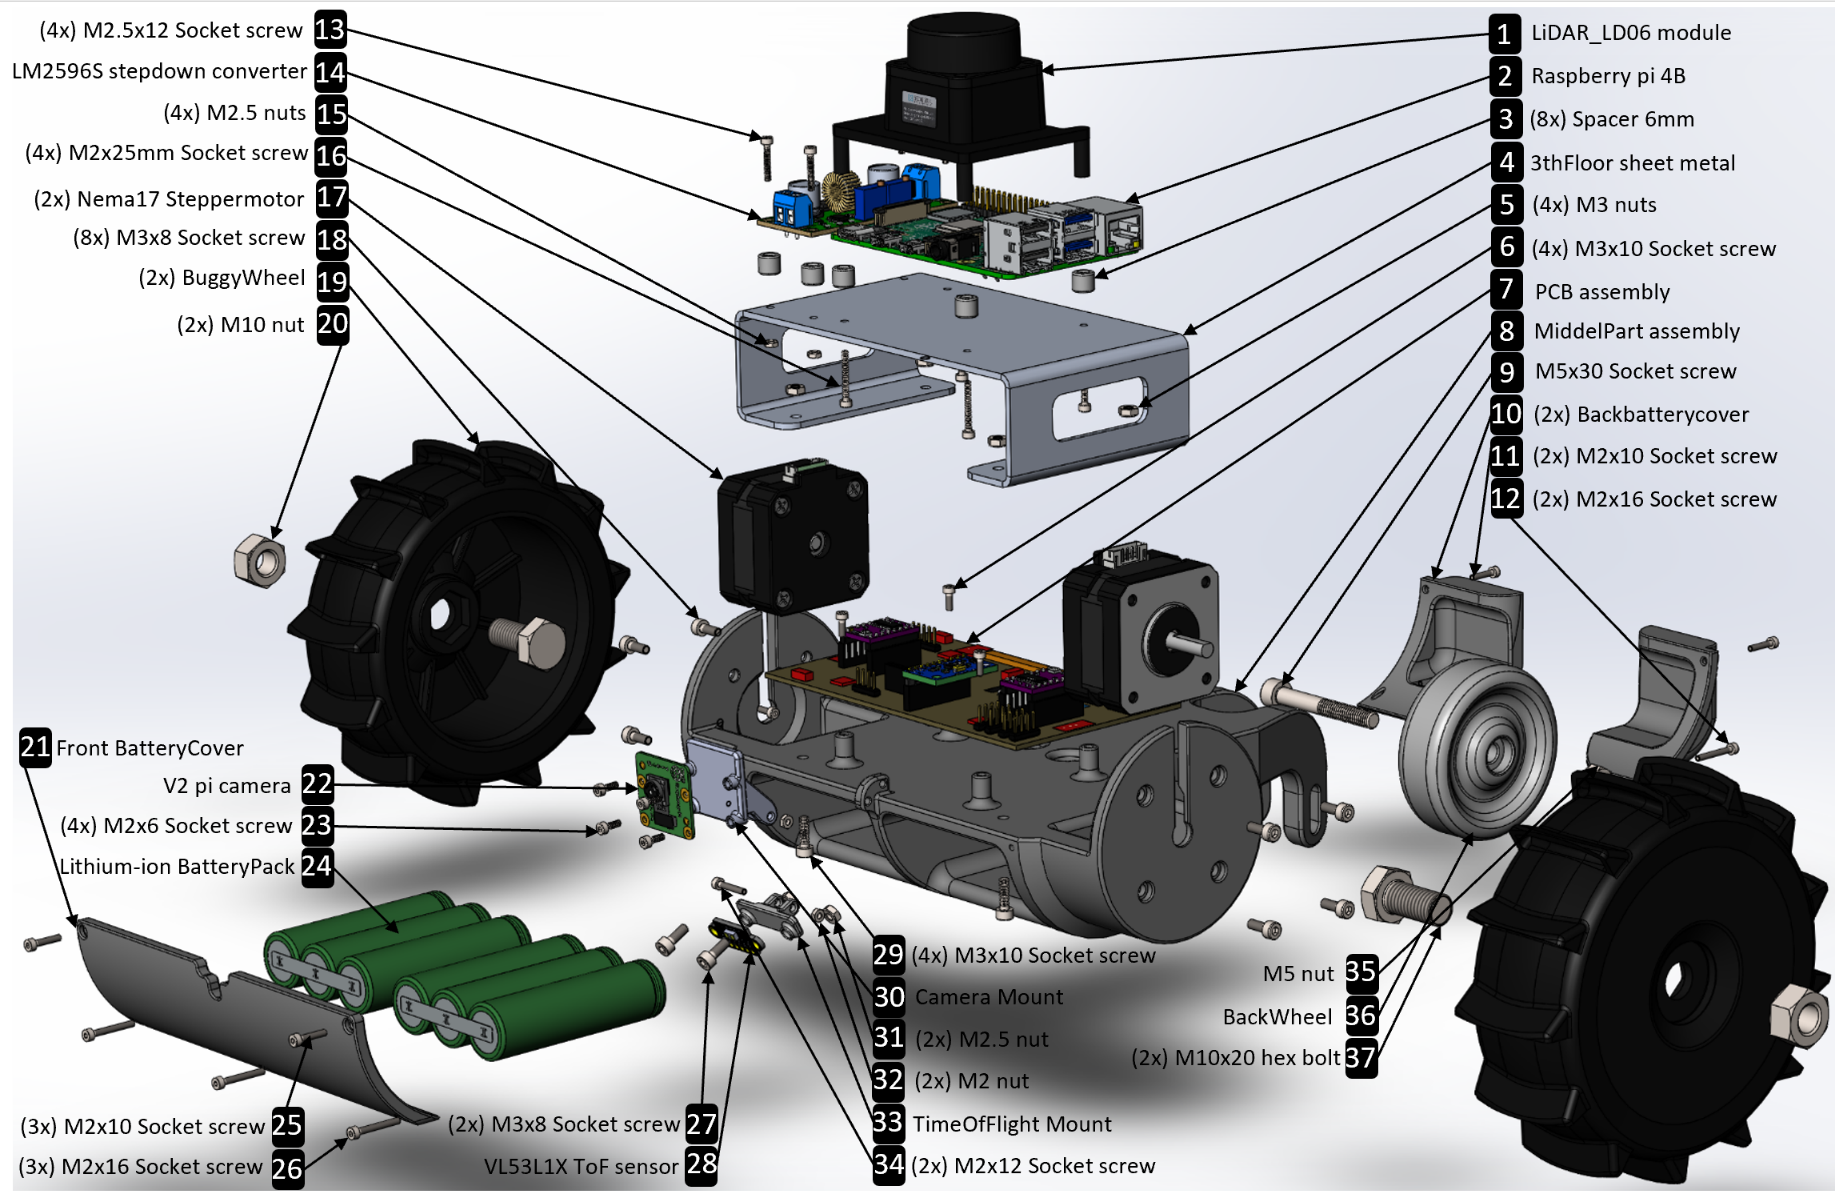 13 (4x) M2.5x12 Socket screw
14 LM2596S stepdown converter
15 (4x) M2.5 nuts
16 (4x) M2x25mm Socket screw
17 (2x) Nema17 Steppermotor
18 (8x) M3x8 Socket screw
19 (2x) BuggyWheel
20 (2x) M10 nut
1 LiDAR_LD06 module
2 Raspberry pi 4B
3 (8x) Spacer 6mm
4 3thFloor sheet metal
5 (4x) M3 nuts
6 (4x) M3x10 Socket screw
7 PCB assembly
8 MiddelPart assembly
9 M5x30 Socket screw
10 (2x) Backbatterycover
11 (2x) M2x10 Socket screw
12 (2x) M2x16 Socket screw
21 Front BatteryCover
22 V2 pi camera
23 (4x) M2x6 Socket screw
24 Lithium-ion BatteryPack
25 (3x) M2x10 Socket screw
26 (3x) M2x16 Socket screw
27 (2x) M3x8 Socket screw
28 VL53L1X ToF sensor
29 (4x) M3x10 Socket screw
30 Camera Mount
31 (2x) M2.5 nut
32 (2x) M2 nut
33 TimeOfFlight Mount
34 (2x) M2x12 Socket screw
35 M5 nut
36 BackWheel
37 (2x) M10x20 hex bolt